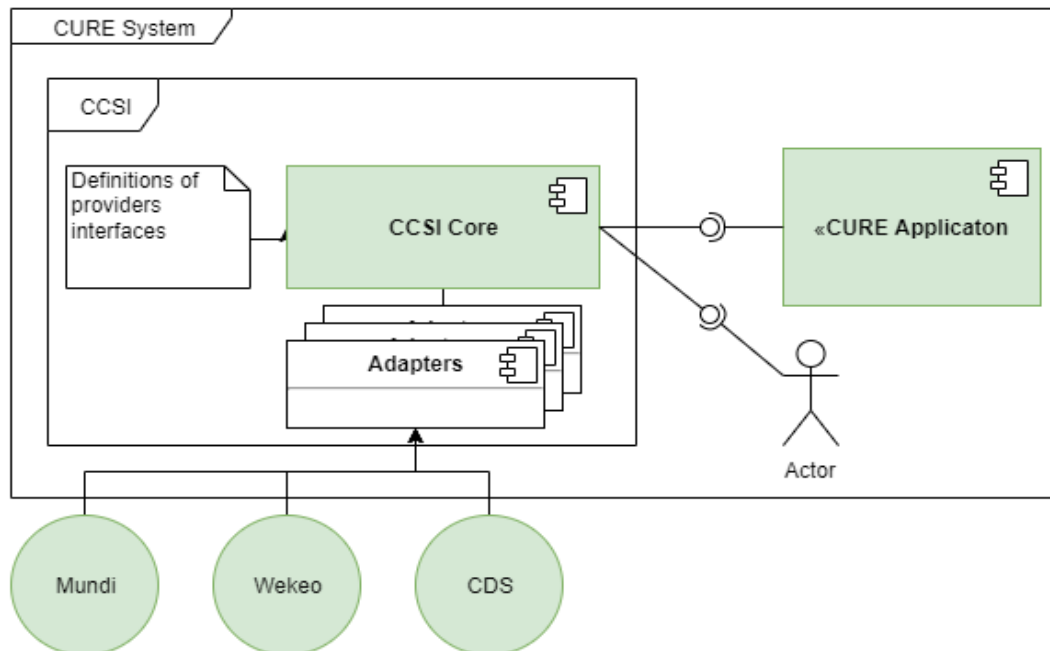 CURE System
CCSI
Definitions of
providers
interfaces
CCSI Core
«CURE Applicaton
Adapters
Actor
Mundi
Wekeo
CDS